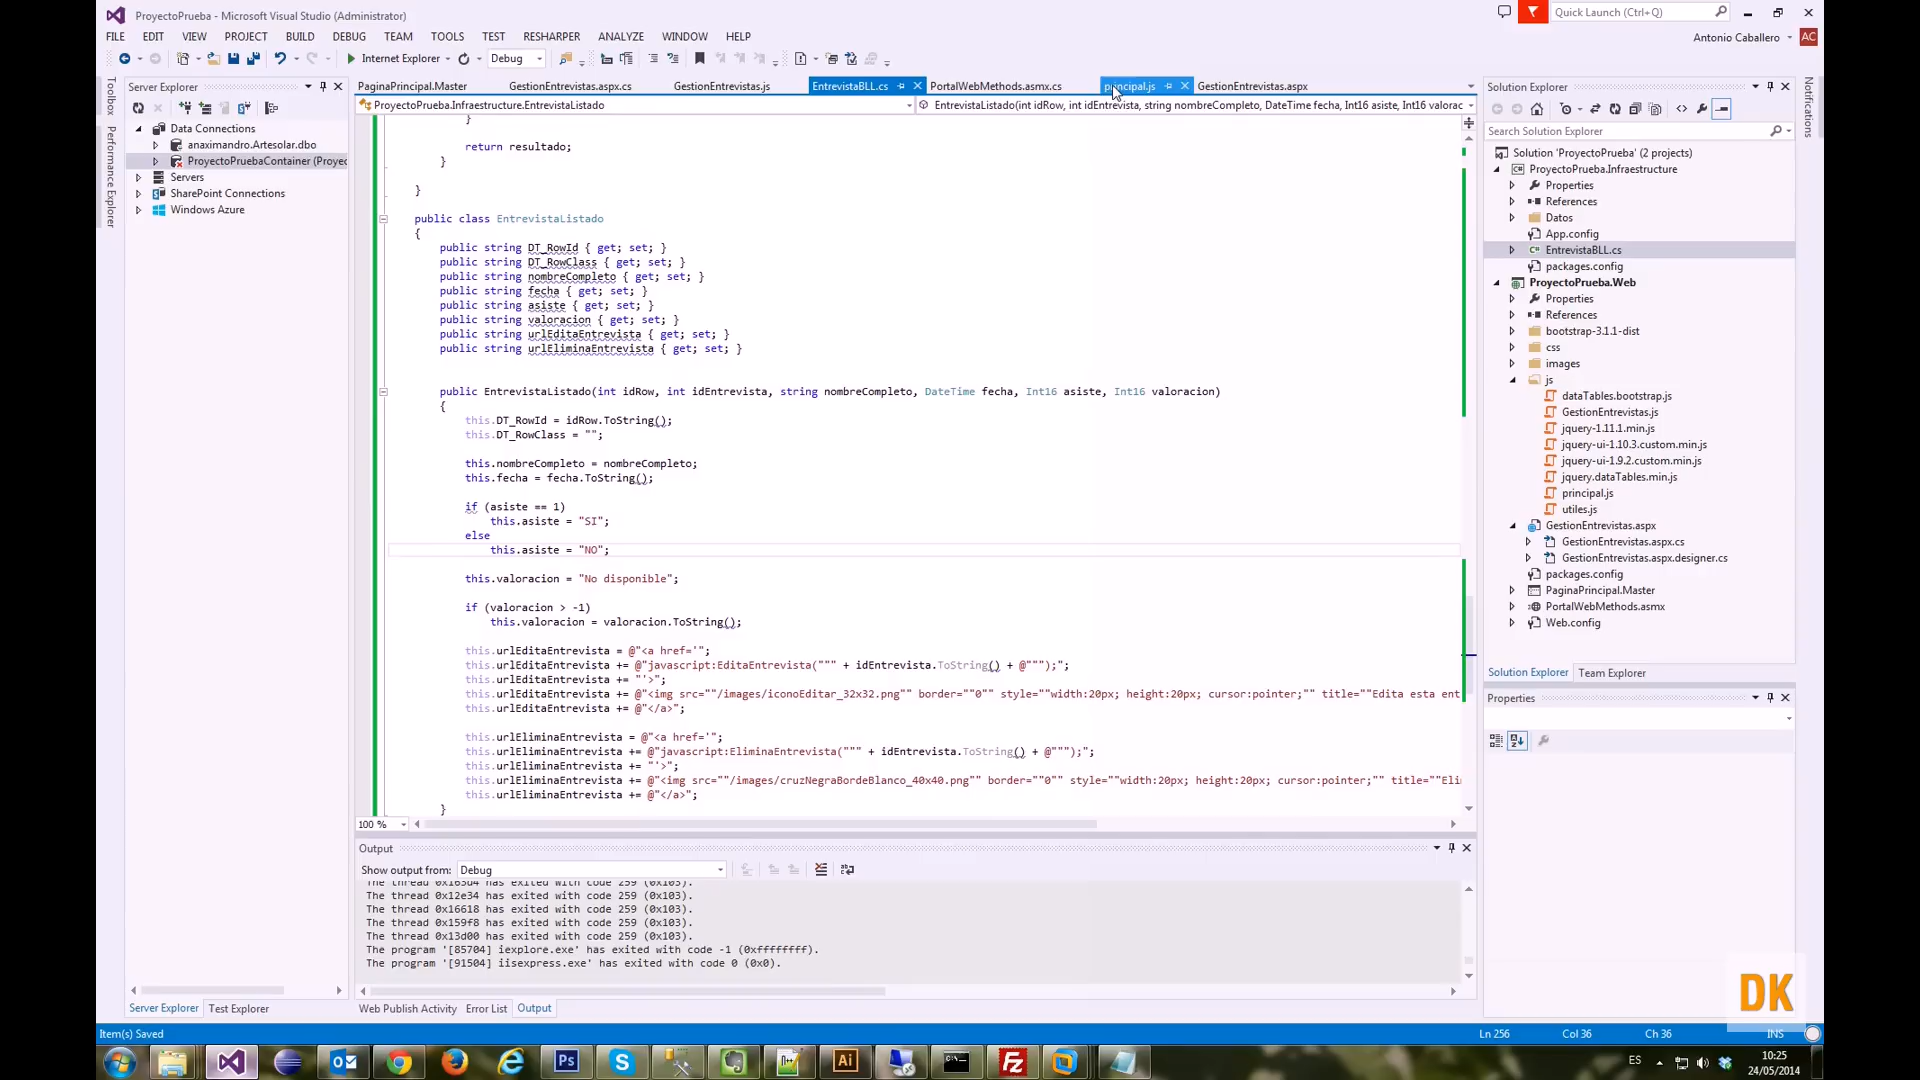 ProyectoPrueba - Microsoft Visual Studio (Administrator)
Quick Launch (Ctrl+Q)
FILE EDIT VIEW PROJECT BUILD DEBUG TEAM TOOLS TEST RESHARPER ANALYZE WINDOW HELP
Antonio Caballero AC
Internet Explorer Debug
Toolbox
Performance Explorer
Server Explorer
Data Connections
anaximandro.Artesolar.dbo
ProyectoPruebaContainer (Proyec
Servers
SharePoint Connections
Windows Azure
Server Explorer Test Explorer
PaginaPrincipal.Master GestionEntrevistas.aspx.cs GestionEntrevistas.js EntrevistaBLL.cs PortalWebMethods.asmx.cs principal.js GestionEntrevistas.aspx
ProyectoPrueba.Infraestructure.EntrevistaListado
EntrevistaListado(int idRow, int idEntrevista, string nombreCompleto, DateTime fecha, Int16 asiste, Int16 valorac
}
return resultado;
}
}
public class EntrevistaListado
{
public string DT_RowId { get; set; }
public string DT_RowClass { get; set; }
public string nombreCompleto { get; set; }
public string fecha { get; set; }
public string asiste { get; set; }
public string valoracion { get; set; }
public string urlEditaEntrevista { get; set; }
public string urlEliminaEntrevista { get; set; }
public EntrevistaListado(int idRow, int idEntrevista, string nombreCompleto, DateTime fecha, Int16 asiste, Int16 valoracion)
{
this.DT_RowId = idRow.ToString();
this.DT_RowClass = "";
this.nombreCompleto = nombreCompleto;
this.fecha = fecha.ToString();
if (asiste == 1)
this.asiste = "SI";
else
this.asiste = "NO";
this.valoracion = "No disponible";
if (valoracion > -1)
this.valoracion = valoracion.ToString();
this.urlEditaEntrevista = @"<a href='";
this.urlEditaEntrevista += @"javascript:EditaEntrevista(""" + idEntrevista.ToString() + @""");";
this.urlEditaEntrevista += "'>";
this.urlEditaEntrevista += @"<img src=""/images/iconoEditar_32x32.png"" border=""0"" style=""width:20px; height:20px; cursor:pointer;"" title=""Edita esta ent
this.urlEditaEntrevista += @"</a>";
this.urlEliminaEntrevista = @"<a href='";
this.urlEliminaEntrevista += @"javascript:EliminaEntrevista(""" + idEntrevista.ToString() + @""");";
this.urlEliminaEntrevista += "'>";
this.urlEliminaEntrevista += @"<img src=""/images/cruzNegraBordeBlanco_40x40.png"" border=""0"" style=""width:20px; height:20px; cursor:pointer;"" title=""Eli
this.urlEliminaEntrevista += @"</a>";
}
100 %
Output
Show output from: Debug
The thread 0x163d4 has exited with code 259 (0x103).
The thread 0x12e34 has exited with code 259 (0x103).
The thread 0x16618 has exited with code 259 (0x103).
The thread 0x159f8 has exited with code 259 (0x103).
The thread 0x13d00 has exited with code 259 (0x103).
The program '[85704] iexplore.exe' has exited with code -1 (0xffffffff).
The program '[91504] iisexpress.exe' has exited with code 0 (0x0).
Web Publish Activity Error List Output
Solution Explorer
Search Solution Explorer
Solution 'ProyectoPrueba' (2 projects)
ProyectoPrueba.Infraestructure
Properties
References
Datos
App.config
EntrevistaBLL.cs
packages.config
ProyectoPrueba.Web
Properties
References
bootstrap-3.1.1-dist
css
images
js
dataTables.bootstrap.js
GestionEntrevistas.js
jquery-1.11.1.min.js
jquery-ui-1.10.3.custom.min.js
jquery-ui-1.9.2.custom.min.js
jquery.dataTables.min.js
principal.js
utiles.js
GestionEntrevistas.aspx
GestionEntrevistas.aspx.cs
GestionEntrevistas.aspx.designer.cs
packages.config
PaginaPrincipal.Master
PortalWebMethods.asmx
Web.config
Solution Explorer Team Explorer
Properties
Notifications
DK
Item(s) Saved
Ln 256 Col 36 Ch 36 INS
ES
10:25
24/05/2014